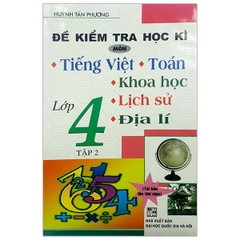 HUỲNH TẤN PHƯƠNG
ĐỀ KIỂM TRA HỌC KÌ
MÔN
• Tiếng Việt • Toán
• Khoa học
Lớp • Lịch sử
4 • Địa lí
TẬP 2
NHÀ XUẤT BẢN
ĐẠI HỌC QUỐC GIA HÀ NỘI